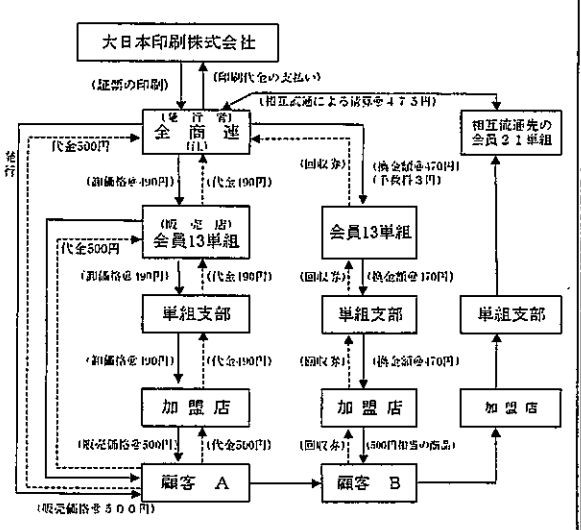 大日本印刷株式会社
(証票の印刷)
(印刷代金の支払い)
(相互流通による清算@475円)
(発行者)
全商連
相互流通先の
会員21単組
代金500円
発行
(卸価格@490円)
(代金490円)
(回収券)
(換金額@470円)
(手数料3円)
(販売店)
会員13単組
会員13単組
代金500円
(卸価格@490円)
(代金490円)
(回収券)
(換金額@470円)
単組支部
単組支部
単組支部
(卸価格@490円)
(代金490円)
(回収券)
(換金額@470円)
加盟店
加盟店
加盟店
(販売価格@500円)
(代金500円)
(回収券)
(500円相当の商品)
顧客 A
顧客 B
(販売価格@500円)